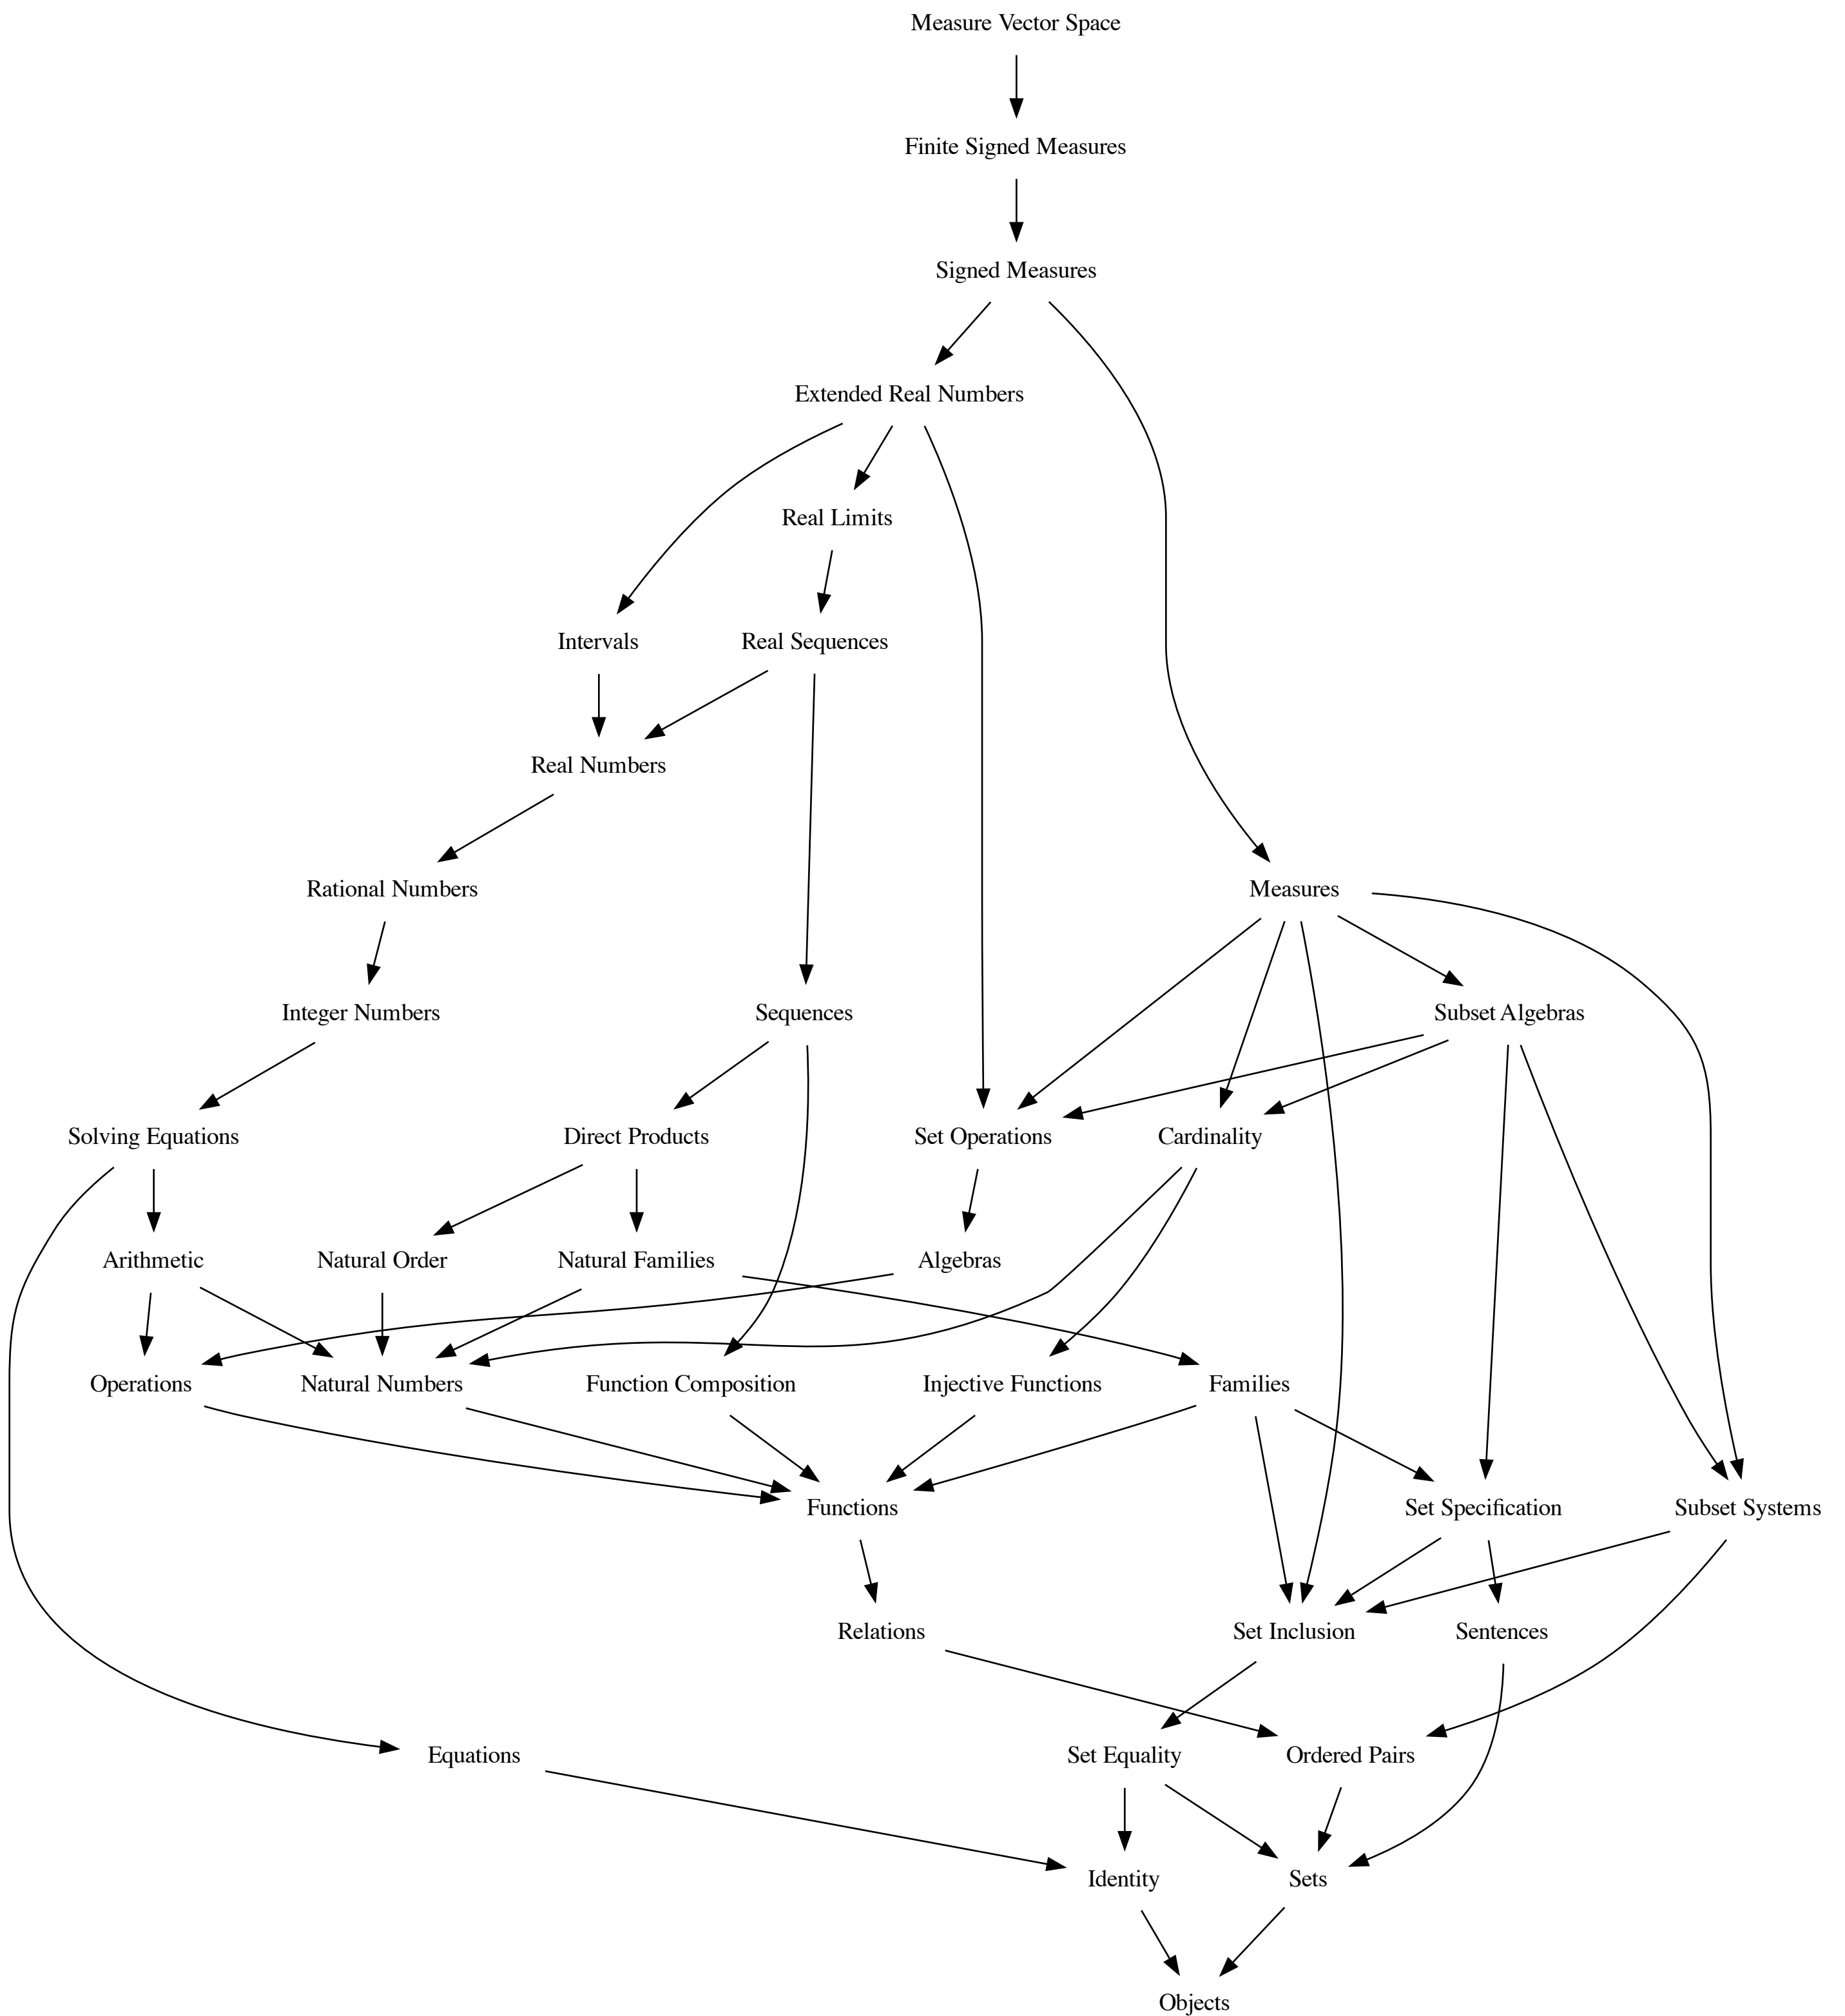 Measure Vector Space
Finite Signed Measures
Signed Measures
Extended Real Numbers
Real Limits
Intervals
Real Sequences
Real Numbers
Rational Numbers
Measures
Integer Numbers
Sequences
Subset Algebras
Solving Equations
Direct Products
Set Operations
Cardinality
Arithmetic
Natural Order
Natural Families
Algebras
Operations
Natural Numbers
Function Composition
Injective Functions
Families
Functions
Set Specification
Subset Systems
Relations
Set Inclusion
Sentences
Equations
Set Equality
Ordered Pairs
Identity
Sets
Objects